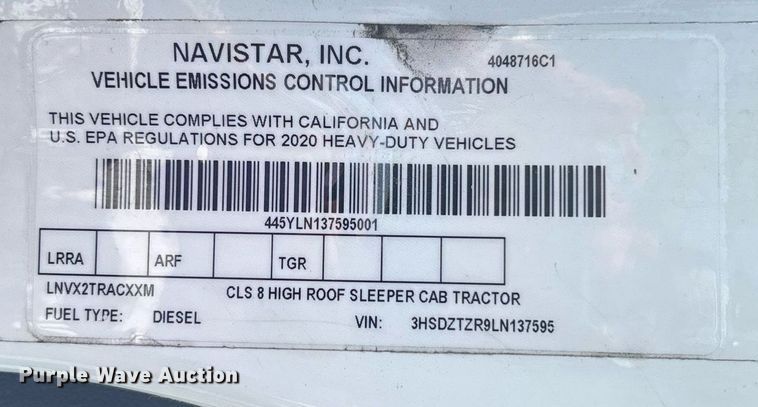 NAVISTAR, INC.
4048716C1
VEHICLE EMISSIONS CONTROL INFORMATION
THIS VEHICLE COMPLIES WITH CALIFORNIA AND
U.S. EPA REGULATIONS FOR 2020 HEAVY-DUTY VEHICLES
445YLN137595001
LRRA ARF TGR
LNVX2TRACXXM CLS 8 HIGH ROOF SLEEPER CAB TRACTOR
FUEL TYPE: DIESEL VIN: 3HSDZTZR9LN137595
Purple Wave Auction